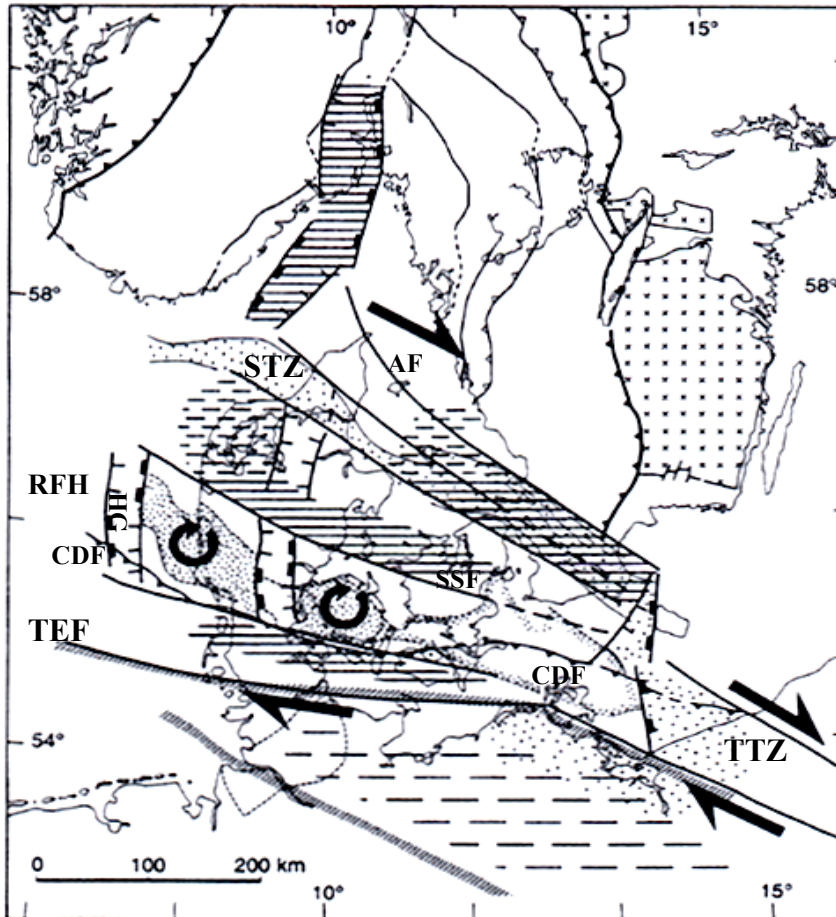 10° 15°
58° 58°
STZ AF
RFH
HG
CDF
SSF
TEF
CDF
54°
TTZ
0 100 200 km
10° 15°